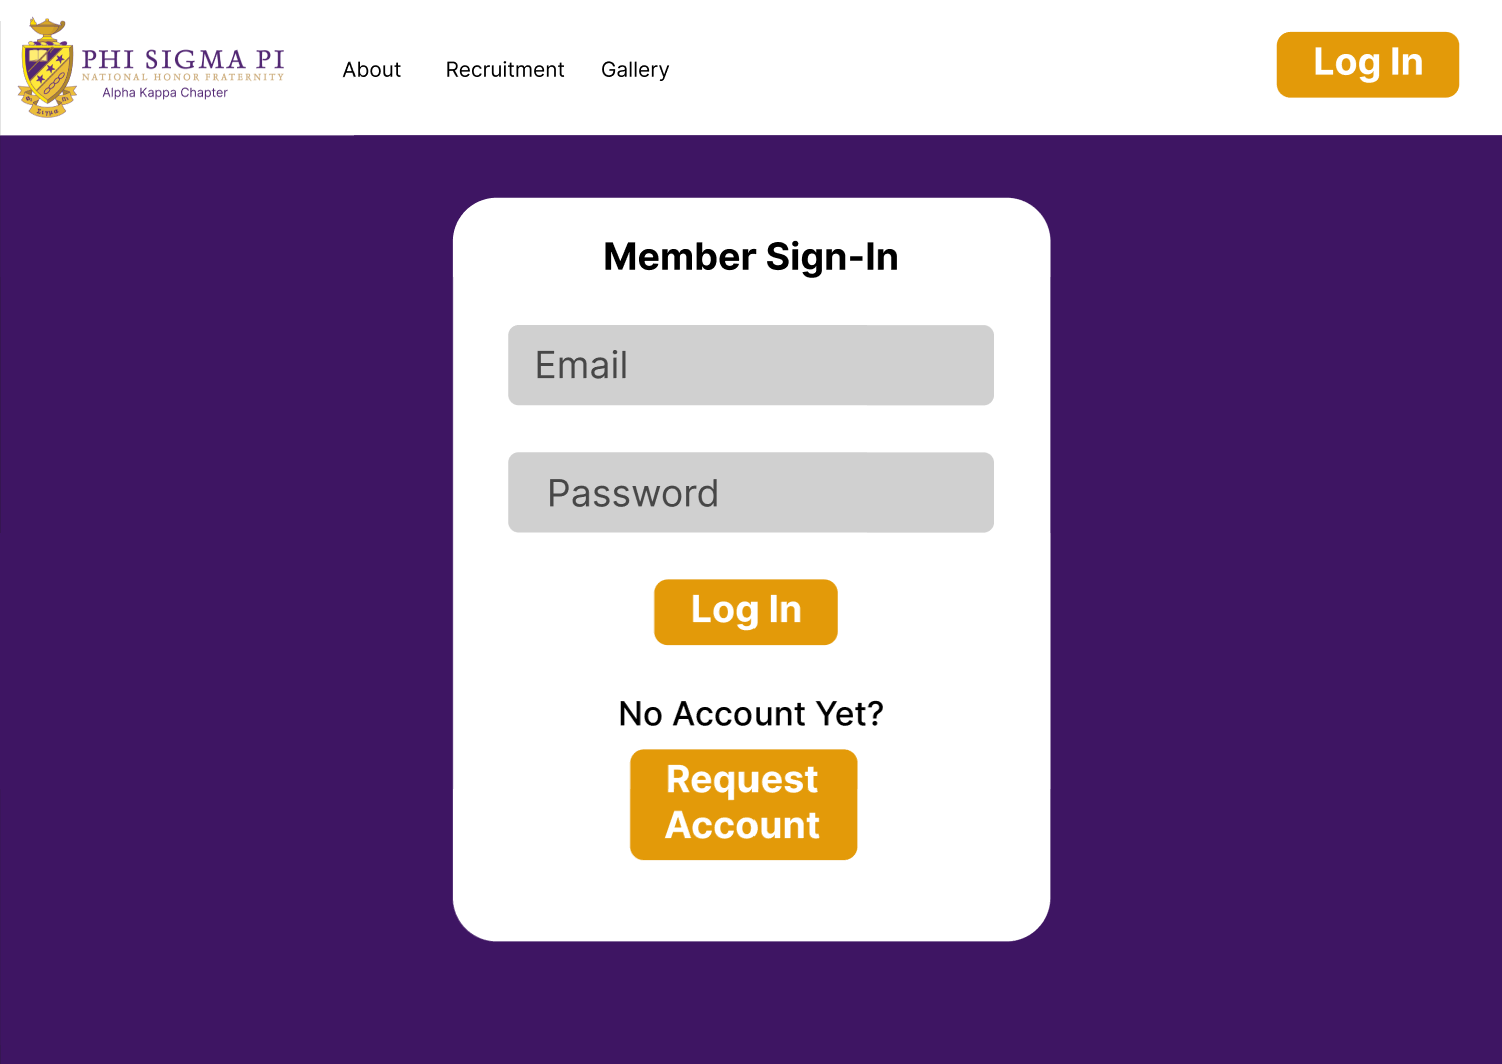 PHI SIGMA PI
NATIONAL HONOR FRATERNITY
Alpha Kappa Chapter
About
Recruitment
Gallery
Log In
Member Sign-In
Email
Password
Log In
No Account Yet?
Request
Account